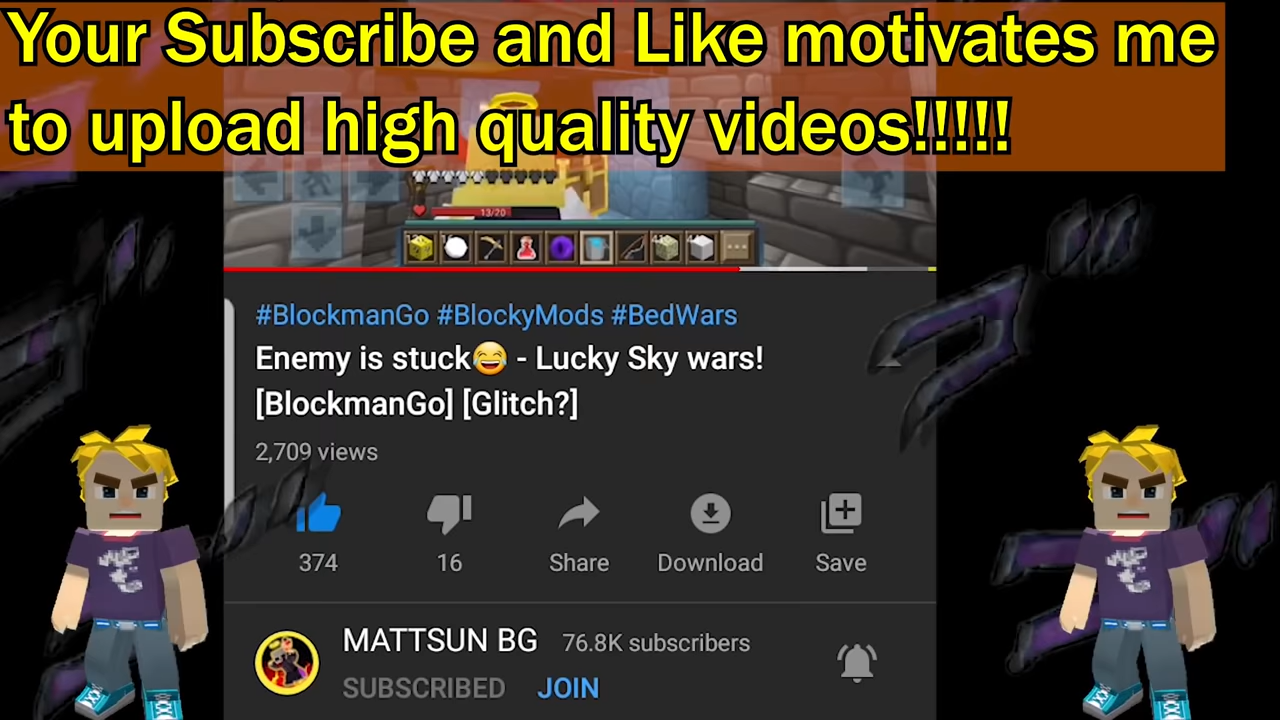 Your Subscribe and Like motivates me
to upload high quality videos!!!!!
13/20
#BlockmanGo #BlockyMods #BedWars
Enemy is stuck😂 - Lucky Sky wars!
[BlockmanGo] [Glitch?]
2,709 views
374 16 Share Download Save
MATTSUN BG 76.8K subscribers
SUBSCRIBED JOIN